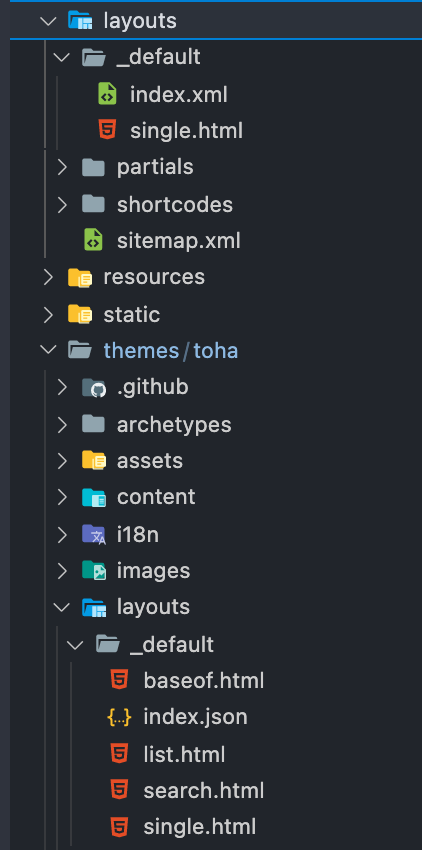 layouts
_default
index.xml
single.html
partials
shortcodes
sitemap.xml
resources
static
themes/toha
.github
archetypes
assets
content
i18n
images
layouts
_default
baseof.html
{...} index.json
list.html
search.html
single.html